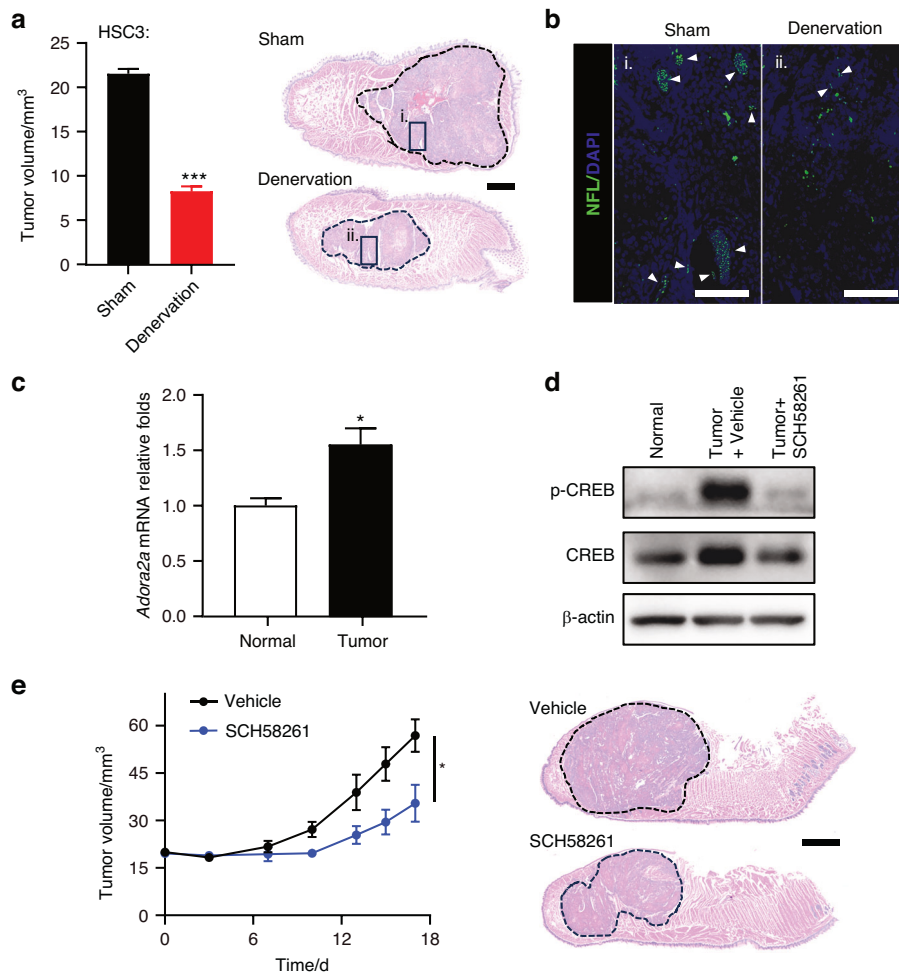 a
HSC3:
Tumor volume/mm³
25
20
15
10
5
0
***
Sham
Denervation
Sham
i.
Denervation
ii.
b
Sham
Denervation
NFL/DAPI
i.
ii.
c
Adora2a mRNA relative folds
2.0
1.5
1.0
0.5
0.0
*
Normal
Tumor
d
Normal
Tumor
+ Vehicle
Tumor+
SCH58261
p-CREB
CREB
β-actin
e
Vehicle
SCH58261
Tumor volume/mm³
60
45
30
15
0
*
0
6
12
18
Time/d
Vehicle
SCH58261